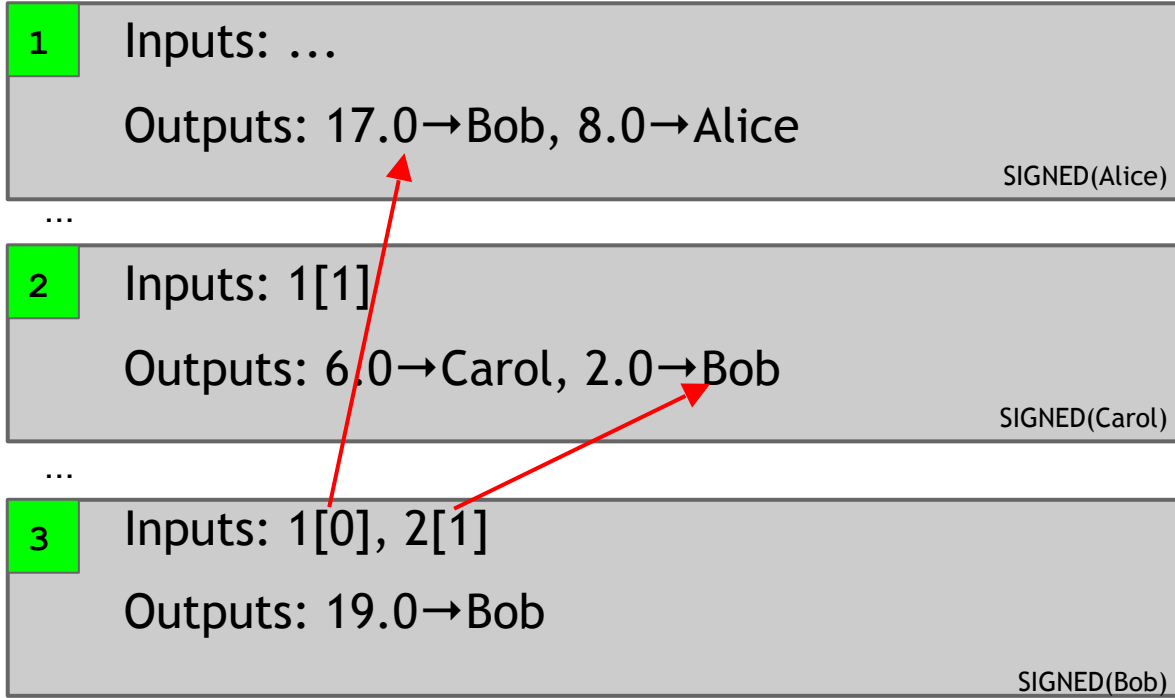 1 Inputs: ...
Outputs: 17.0→Bob, 8.0→Alice
SIGNED(Alice)
...
2 Inputs: 1[1]
Outputs: 6.0→Carol, 2.0→Bob
SIGNED(Carol)
...
3 Inputs: 1[0], 2[1]
Outputs: 19.0→Bob
SIGNED(Bob)